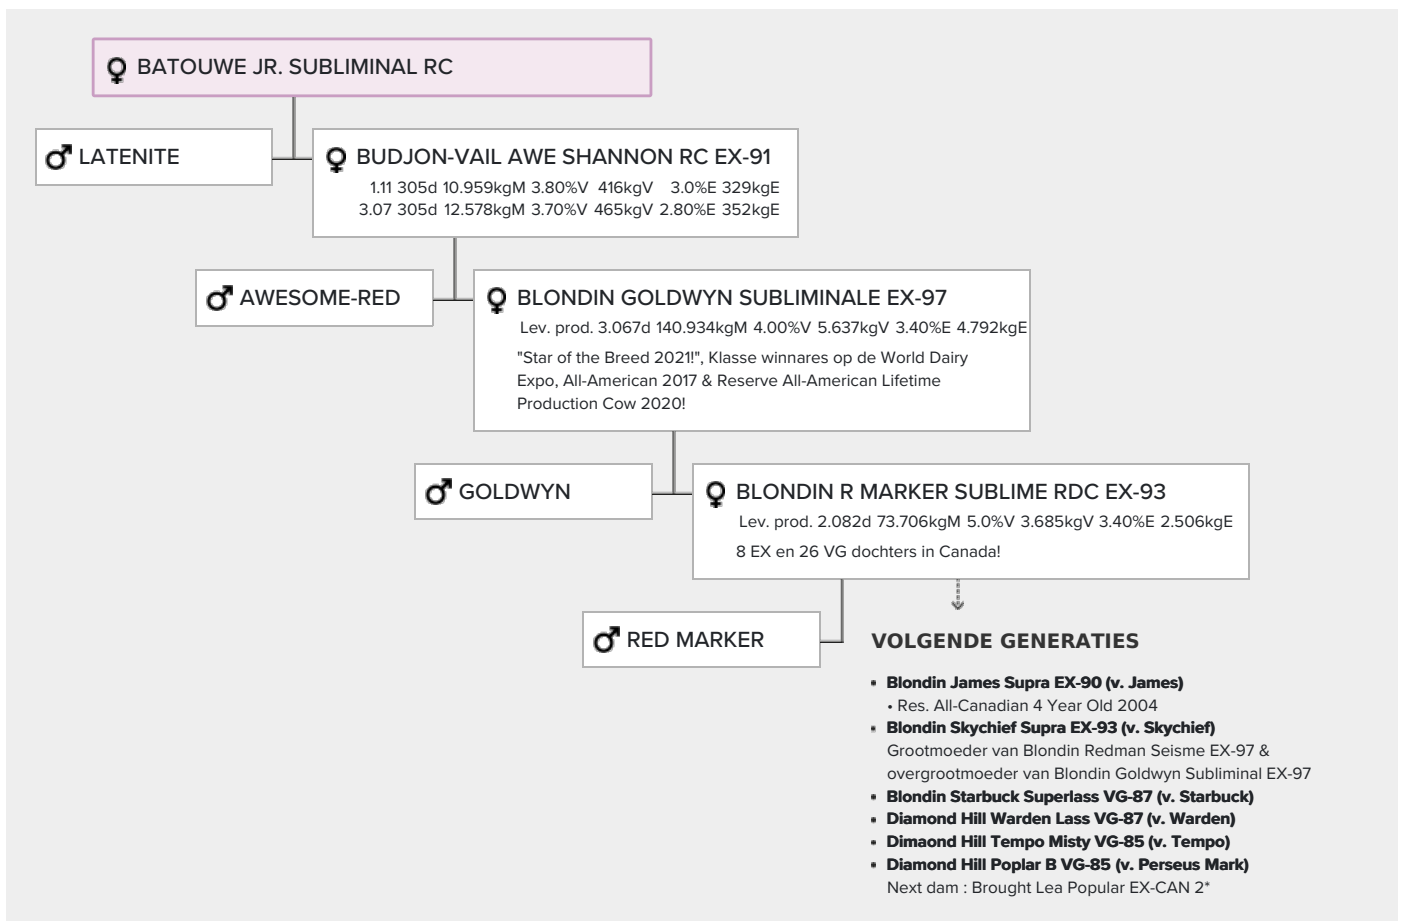 BATOUWE JR. SUBLIMINAL RC
LATENITE
BUDJON-VAIL AWE SHANNON RC EX-91
1.11 305d 10.959kgM 3.80%V 416kgV 3.0%E 329kgE
3.07 305d 12.578kgM 3.70%V 465kgV 2.80%E 352kgE
AWESOME-RED
BLONDIN GOLDWYN SUBLIMINALE EX-97
Lev. prod. 3.067d 140.934kgM 4.00%V 5.637kgV 3.40%E 4.792kgE
"Star of the Breed 2021!", Klasse winnares op de World Dairy
Expo, All-American 2017 & Reserve All-American Lifetime
Production Cow 2020!
GOLDWYN
BLONDIN R MARKER SUBLIME RDC EX-93
Lev. prod. 2.082d 73.706kgM 5.0%V 3.685kgV 3.40%E 2.506kgE
8 EX en 26 VG dochters in Canada!
RED MARKER
VOLGENDE GENERATIES
▪ Blondin James Supra EX-90 (v. James)
• Res. All-Canadian 4 Year Old 2004
▪ Blondin Skychief Supra EX-93 (v. Skychief)
Grootmoeder van Blondin Redman Seisme EX-97 &
overgrootmoeder van Blondin Goldwyn Subliminal EX-97
▪ Blondin Starbuck Superlass VG-87 (v. Starbuck)
▪ Diamond Hill Warden Lass VG-87 (v. Warden)
▪ Dimaond Hill Tempo Misty VG-85 (v. Tempo)
▪ Diamond Hill Poplar B VG-85 (v. Perseus Mark)
Next dam : Brought Lea Popular EX-CAN 2*